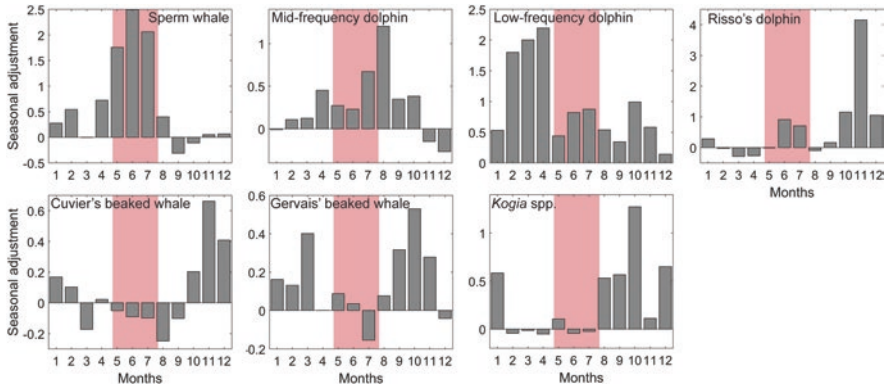 Sperm whale
Seasonal adjustment
2.5
2
1.5
1
0.5
0
-0.5
1 2 3 4 5 6 7 8 9 10 11 12
Mid-frequency dolphin
1
0.5
0
1 2 3 4 5 6 7 8 9 10 11 12
Low-frequency dolphin
2.5
2
1.5
1
0.5
0
1 2 3 4 5 6 7 8 9 10 11 12
Risso's dolphin
4
3
2
1
0
1 2 3 4 5 6 7 8 9 10 11 12
Months
Cuvier's beaked whale
Seasonal adjustment
0.6
0.4
0.2
0
-0.2
1 2 3 4 5 6 7 8 9 10 11 12
Months
Gervais' beaked whale
0.6
0.4
0.2
0
-0.2
1 2 3 4 5 6 7 8 9 10 11 12
Months
Kogia spp.
1
0.5
0
1 2 3 4 5 6 7 8 9 10 11 12
Months